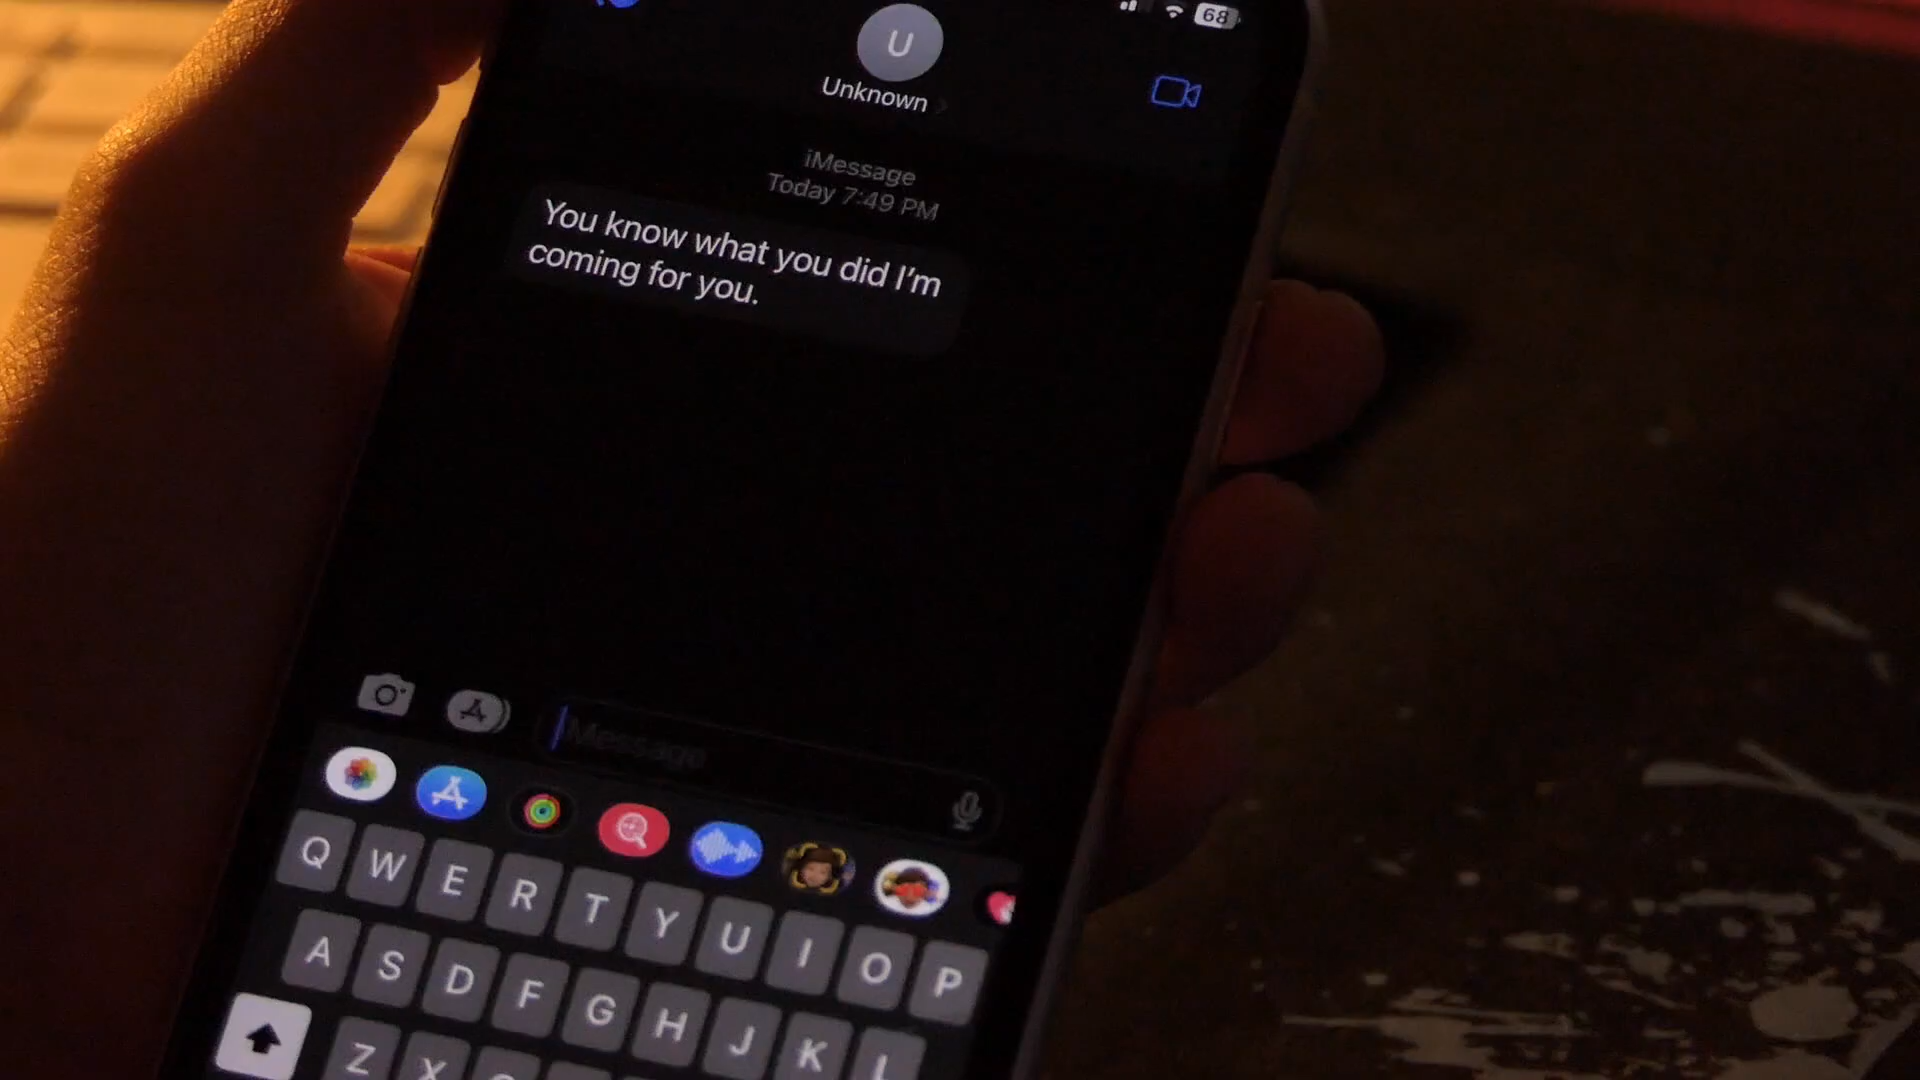 68
U
Unknown
iMessage
Today 7:49 PM
You know what you did I'm
coming for you.
Message
Q W E R T Y U I O P
A S D F G H J K L
Z X